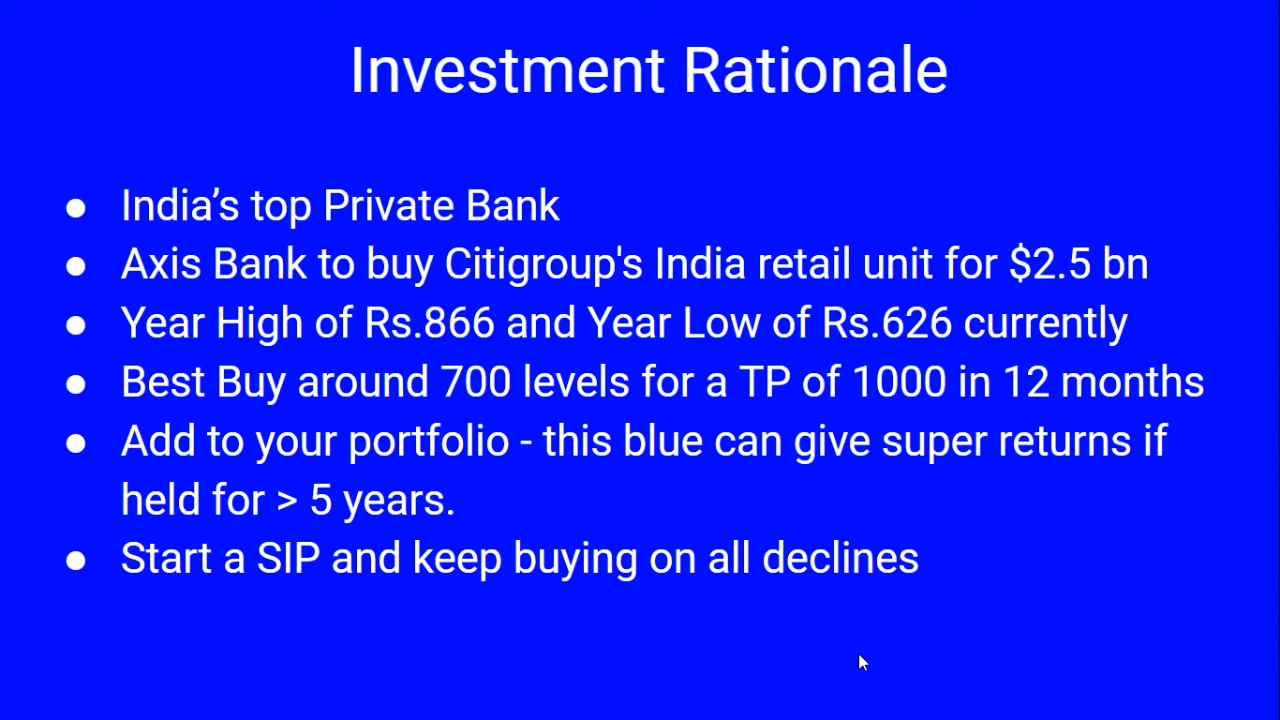 Investment Rationale
● India’s top Private Bank
● Axis Bank to buy Citigroup's India retail unit for $2.5 bn
● Year High of Rs.866 and Year Low of Rs.626 currently
● Best Buy around 700 levels for a TP of 1000 in 12 months
● Add to your portfolio - this blue can give super returns if
held for > 5 years.
● Start a SIP and keep buying on all declines